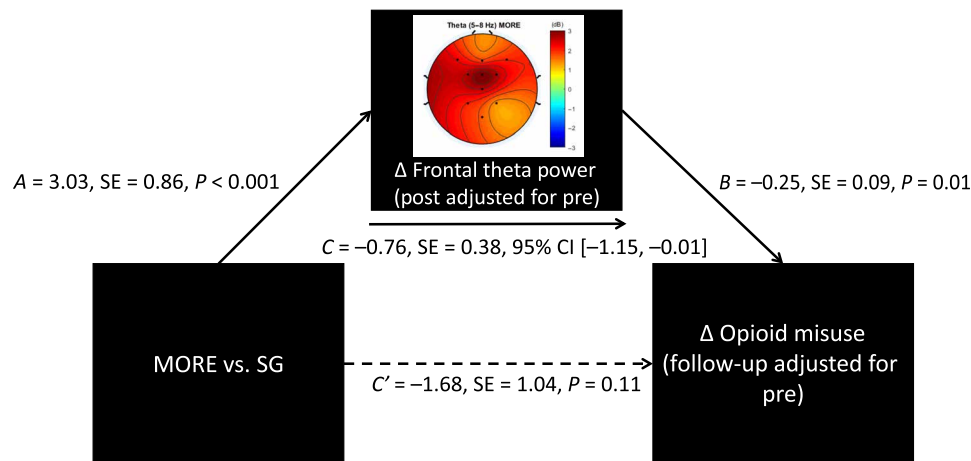 Theta (5–8 Hz) MORE
(dB)
3
2
1
0
−1
−2
−3
Δ Frontal theta power
(post adjusted for pre)
A = 3.03, SE = 0.86, P < 0.001
B = –0.25, SE = 0.09, P = 0.01
C = –0.76, SE = 0.38, 95% CI [–1.15, –0.01]
MORE vs. SG
C’ = –1.68, SE = 1.04, P = 0.11
Δ Opioid misuse
(follow-up adjusted for
pre)